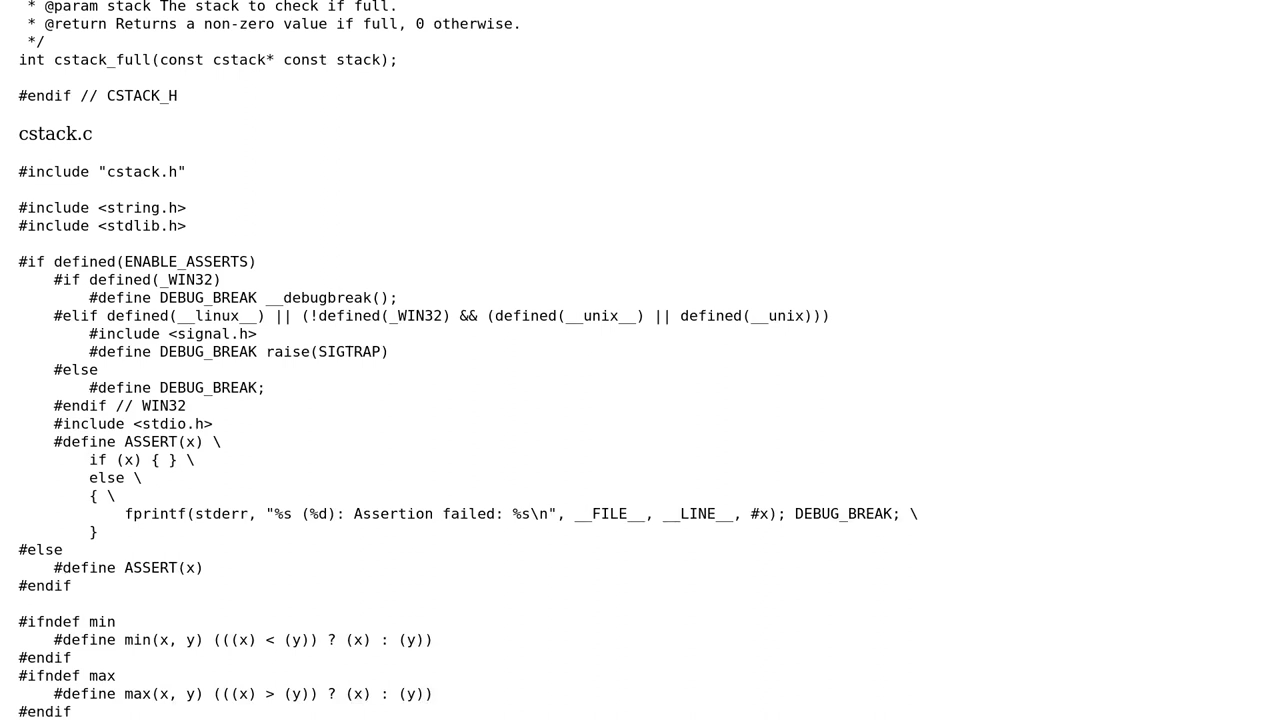 * @param stack The stack to check if full.
 * @return Returns a non-zero value if full, 0 otherwise.
 */
int cstack_full(const cstack* const stack);

#endif // CSTACK_H

cstack.c

#include "cstack.h"

#include <string.h>
#include <stdlib.h>

#if defined(ENABLE_ASSERTS)
    #if defined(_WIN32)
        #define DEBUG_BREAK __debugbreak();
    #elif defined(__linux__) || (!defined(_WIN32) && (defined(__unix__) || defined(__unix)))
        #include <signal.h>
        #define DEBUG_BREAK raise(SIGTRAP)
    #else
        #define DEBUG_BREAK;
    #endif // WIN32
    #include <stdio.h>
    #define ASSERT(x) \
        if (x) { } \
        else \
        { \
            fprintf(stderr, "%s (%d): Assertion failed: %s\n", __FILE__, __LINE__, #x); DEBUG_BREAK; \
        }
#else
    #define ASSERT(x)
#endif

#ifndef min
    #define min(x, y) (((x) < (y)) ? (x) : (y))
#endif
#ifndef max
    #define max(x, y) (((x) > (y)) ? (x) : (y))
#endif